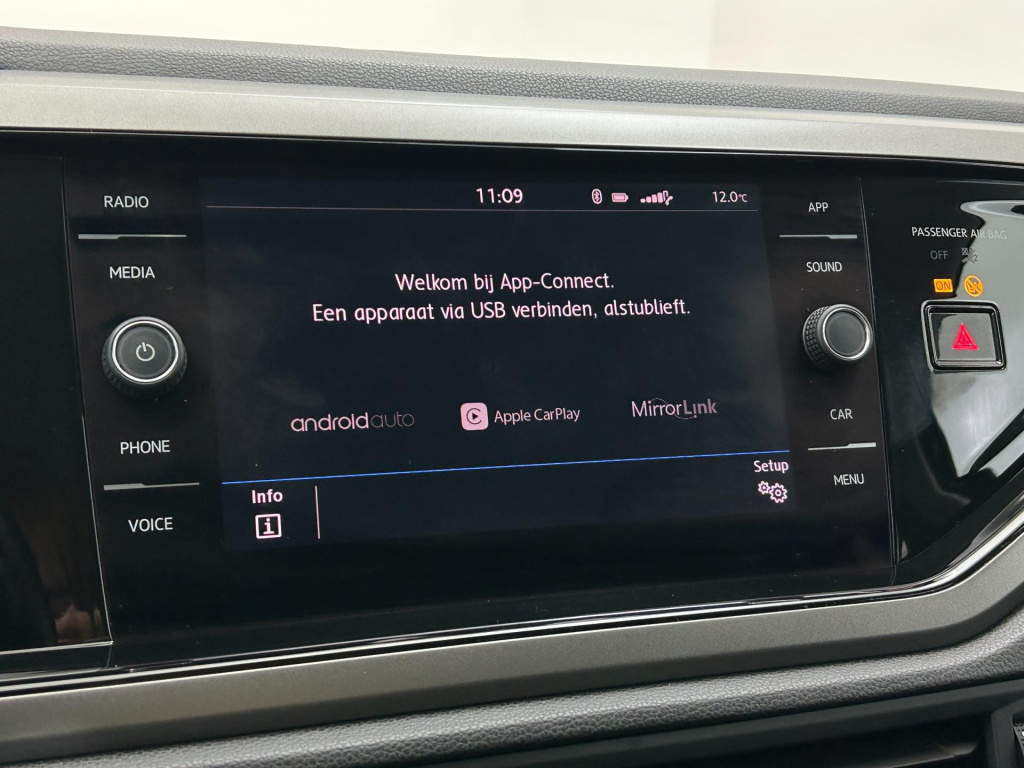 RADIO
MEDIA
PHONE
VOICE
11:09
12.0°C
Welkom bij App-Connect.
Een apparaat via USB verbinden, alstublieft.
androidauto
Apple CarPlay
MirrorLink
Info
i
Setup
APP
SOUND
CAR
MENU
PASSENGER AIR BAG
OFF
ON